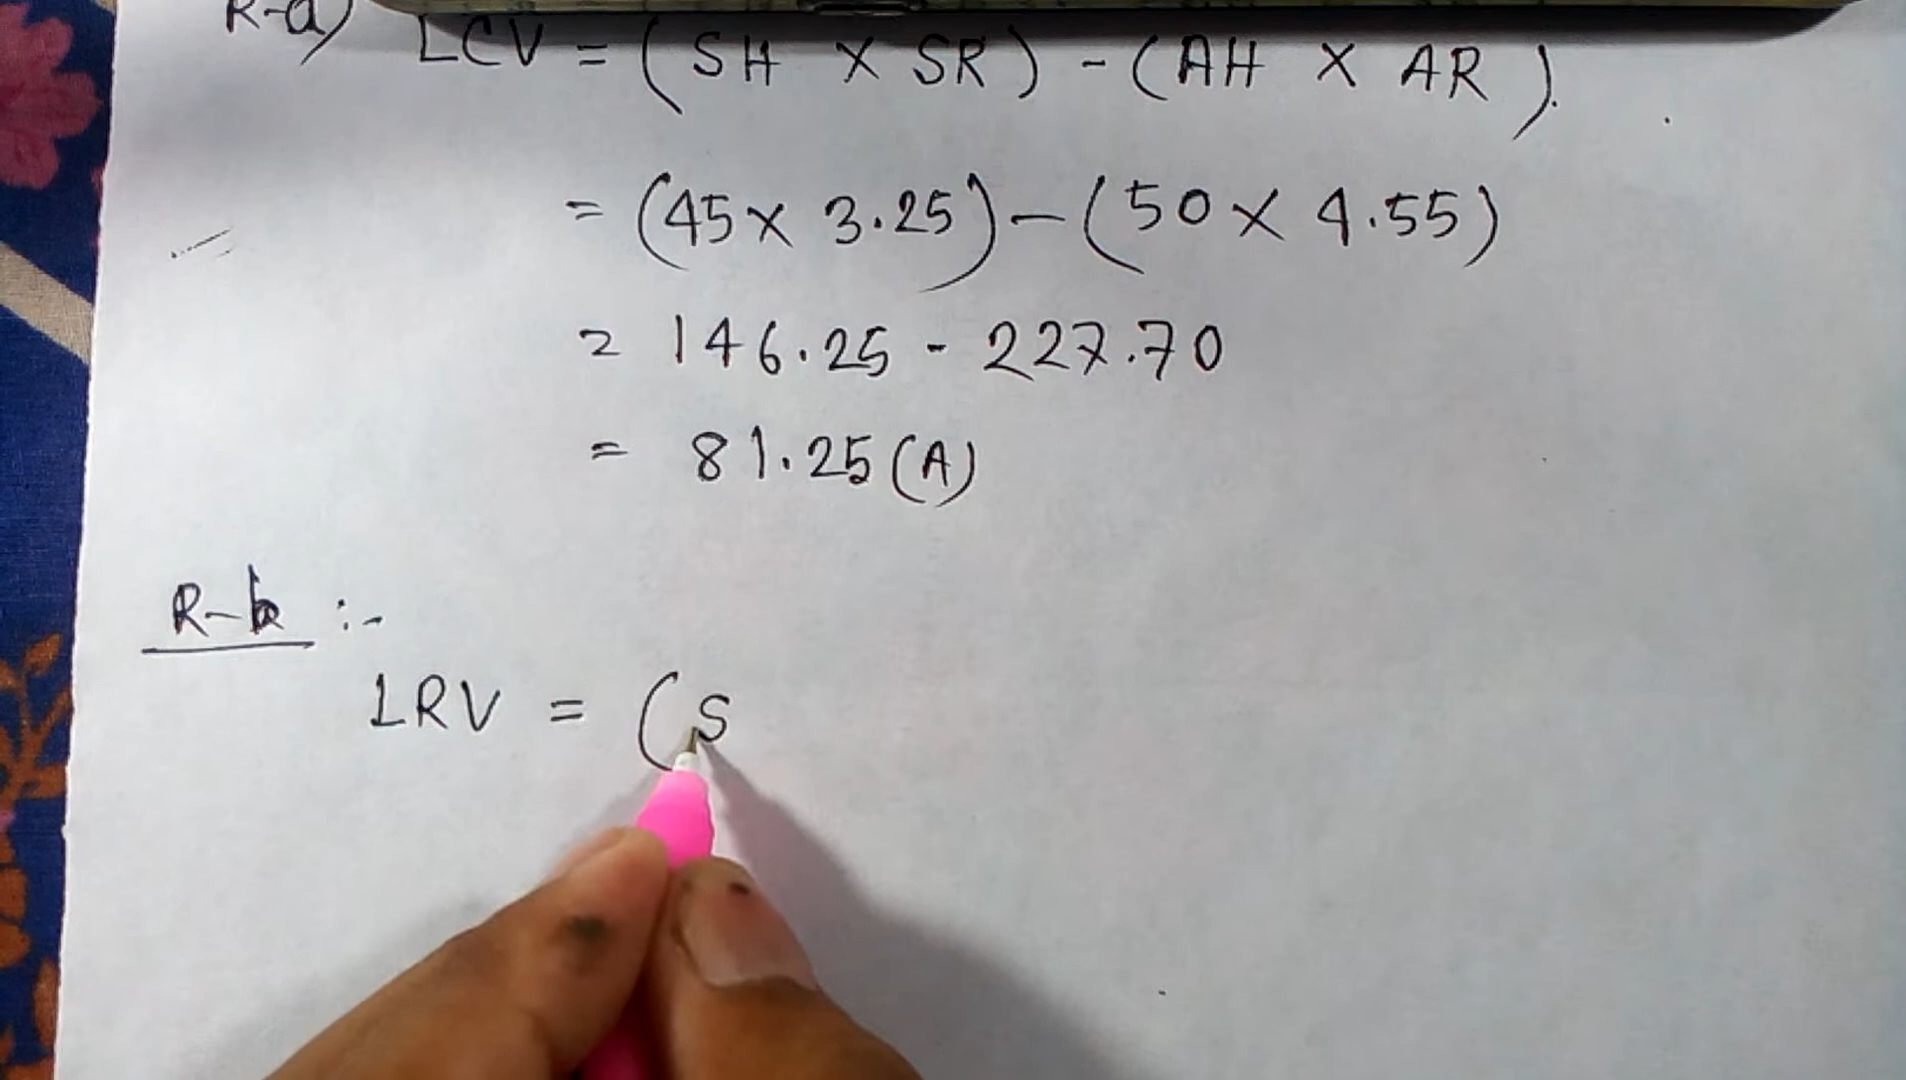 R-a) LCV = (SH X SR) - (AH X AR).
= (45 x 3.25) - (50 x 4.55)
= 146.25 - 227.70
= 81.25 (A)
R-b :-
LRV = (S